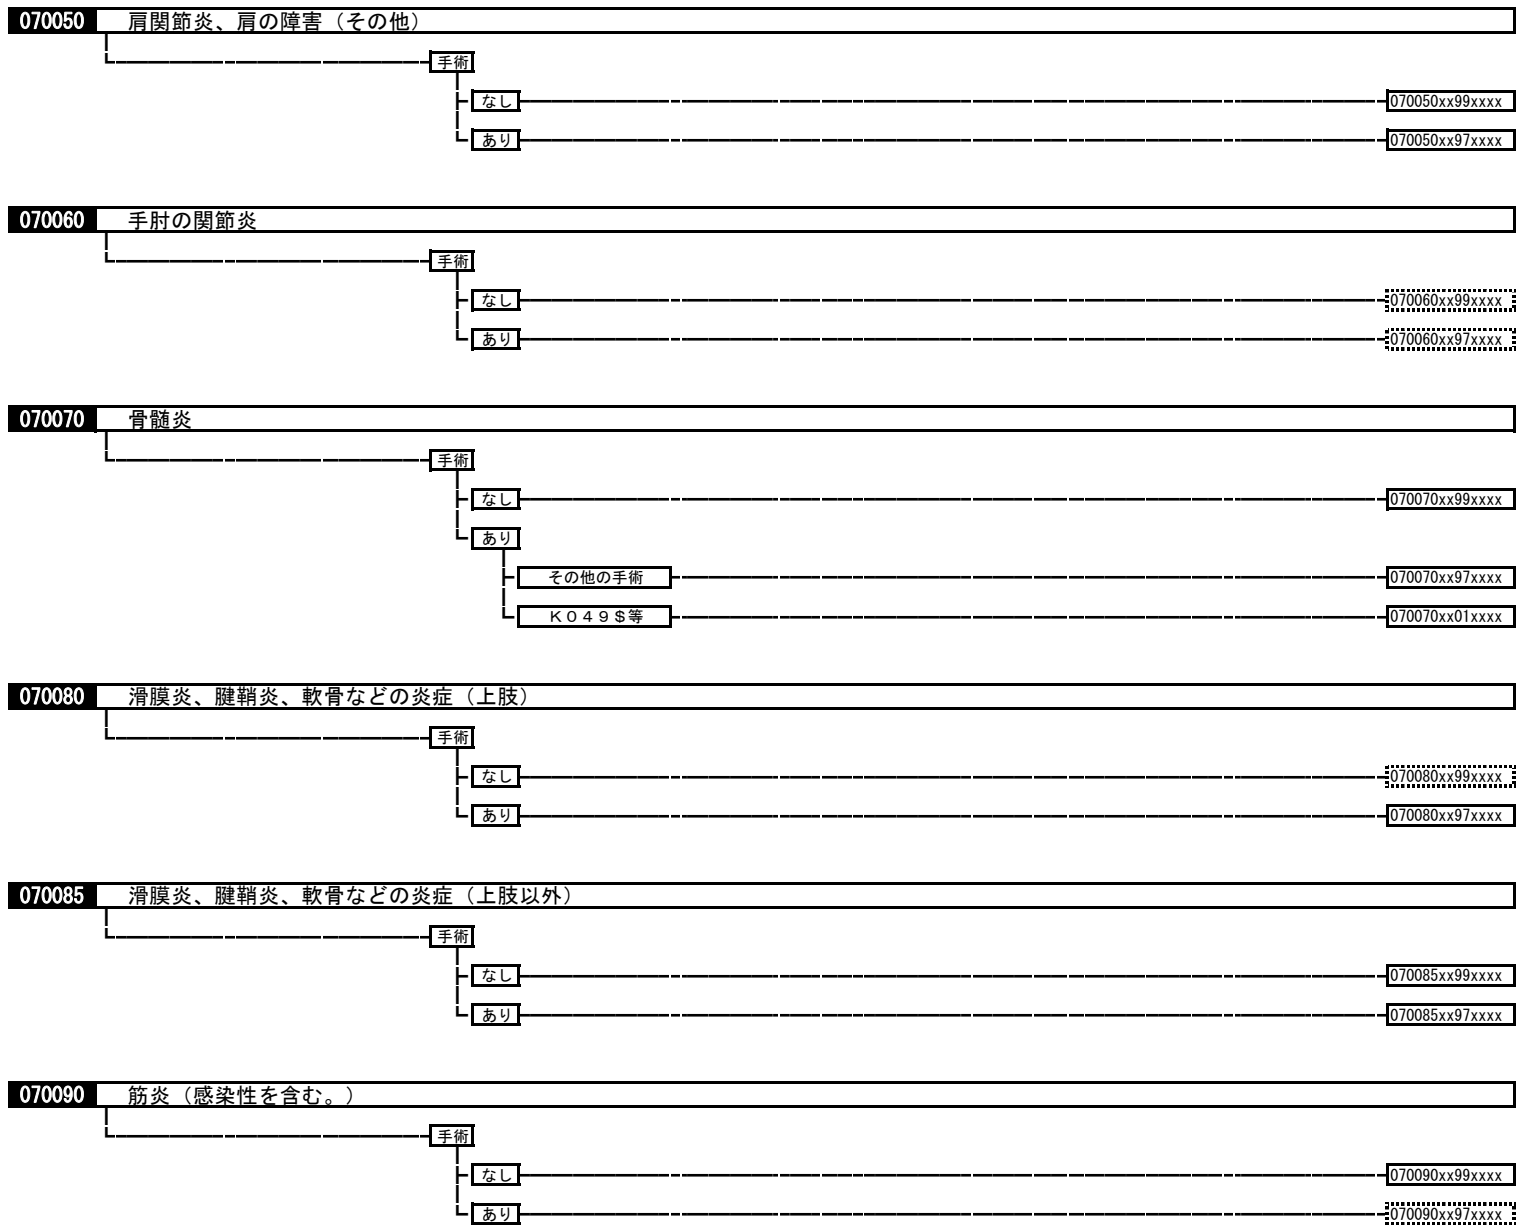 070050 肩関節炎、肩の障害（その他）
手術
なし 070050xx99xxxx
あり 070050xx97xxxx
070060 手肘の関節炎
手術
なし 070060xx99xxxx
あり 070060xx97xxxx
070070 骨髄炎
手術
なし 070070xx99xxxx
あり
その他の手術 070070xx97xxxx
Ｋ０４９＄等 070070xx01xxxx
070080 滑膜炎、腱鞘炎、軟骨などの炎症（上肢）
手術
なし 070080xx99xxxx
あり 070080xx97xxxx
070085 滑膜炎、腱鞘炎、軟骨などの炎症（上肢以外）
手術
なし 070085xx99xxxx
あり 070085xx97xxxx
070090 筋炎（感染性を含む。）
手術
なし 070090xx99xxxx
あり 070090xx97xxxx